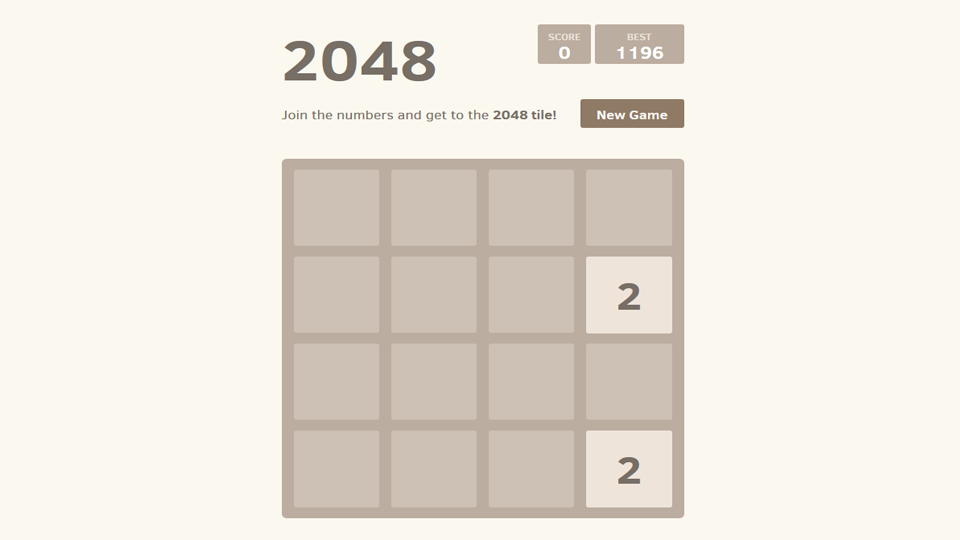 2048
SCORE
0
BEST
1196
Join the numbers and get to the 2048 tile!
New Game
2
2